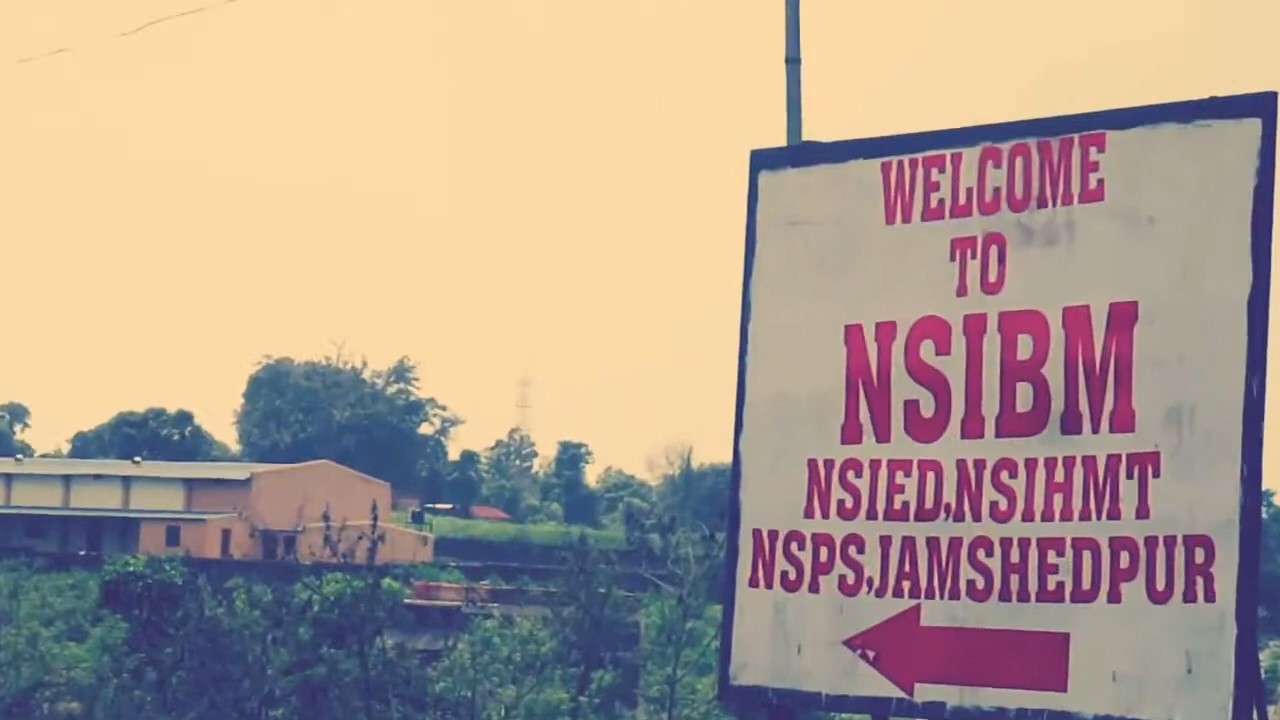 WELCOME
TO
NSIBM
NSIED,NSIHMT
NSPS,JAMSHEDPUR